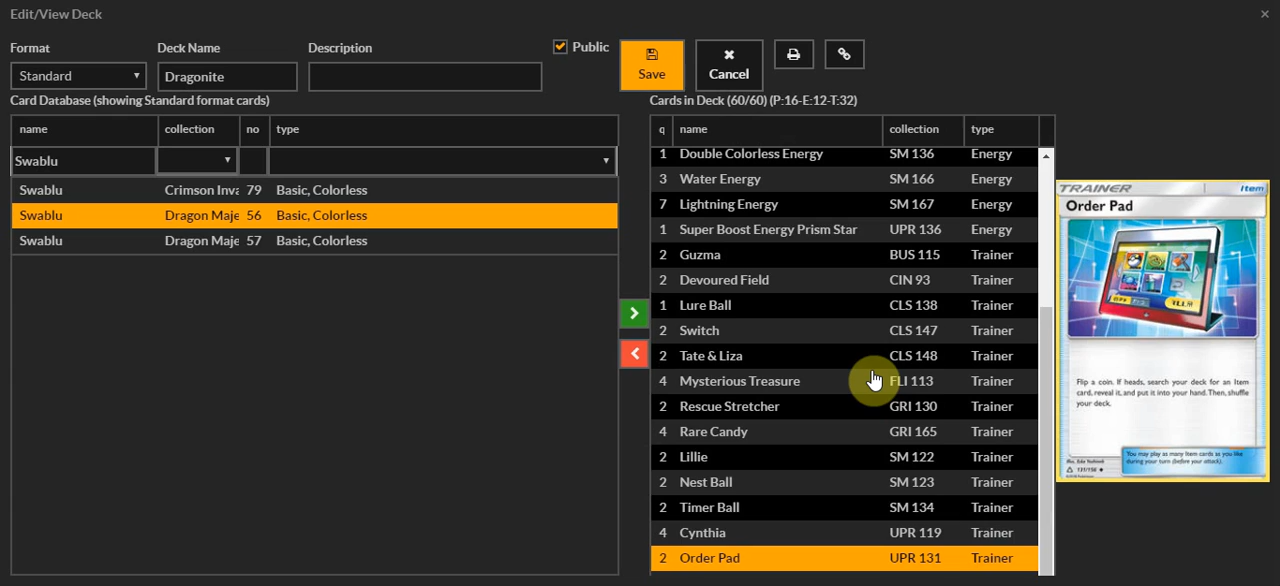 Edit/View Deck
×
Format
Deck Name
Description
Public
Save
Cancel
Standard
Dragonite
Card Database (showing Standard format cards)
name collection no type
Swablu
Swablu Crimson Inva 79 Basic, Colorless
Swablu Dragon Maje 56 Basic, Colorless
Swablu Dragon Maje 57 Basic, Colorless
Cards in Deck (60/60) (P:16-E:12-T:32)
q name collection type
1 Double Colorless Energy SM 136 Energy
3 Water Energy SM 166 Energy
7 Lightning Energy SM 167 Energy
1 Super Boost Energy Prism Star UPR 136 Energy
2 Guzma BUS 115 Trainer
2 Devoured Field CIN 93 Trainer
1 Lure Ball CLS 138 Trainer
2 Switch CLS 147 Trainer
2 Tate & Liza CLS 148 Trainer
4 Mysterious Treasure FLI 113 Trainer
2 Rescue Stretcher GRI 130 Trainer
4 Rare Candy GRI 165 Trainer
2 Lillie SM 122 Trainer
2 Nest Ball SM 123 Trainer
2 Timer Ball SM 134 Trainer
4 Cynthia UPR 119 Trainer
2 Order Pad UPR 131 Trainer
TRAINER Item
Order Pad
Flip a coin. If heads, search your deck for an Item
card, reveal it, and put it into your hand. Then, shuffle
your deck.
You may play as many Item cards as you like
during your turn (before your attack).
131/156